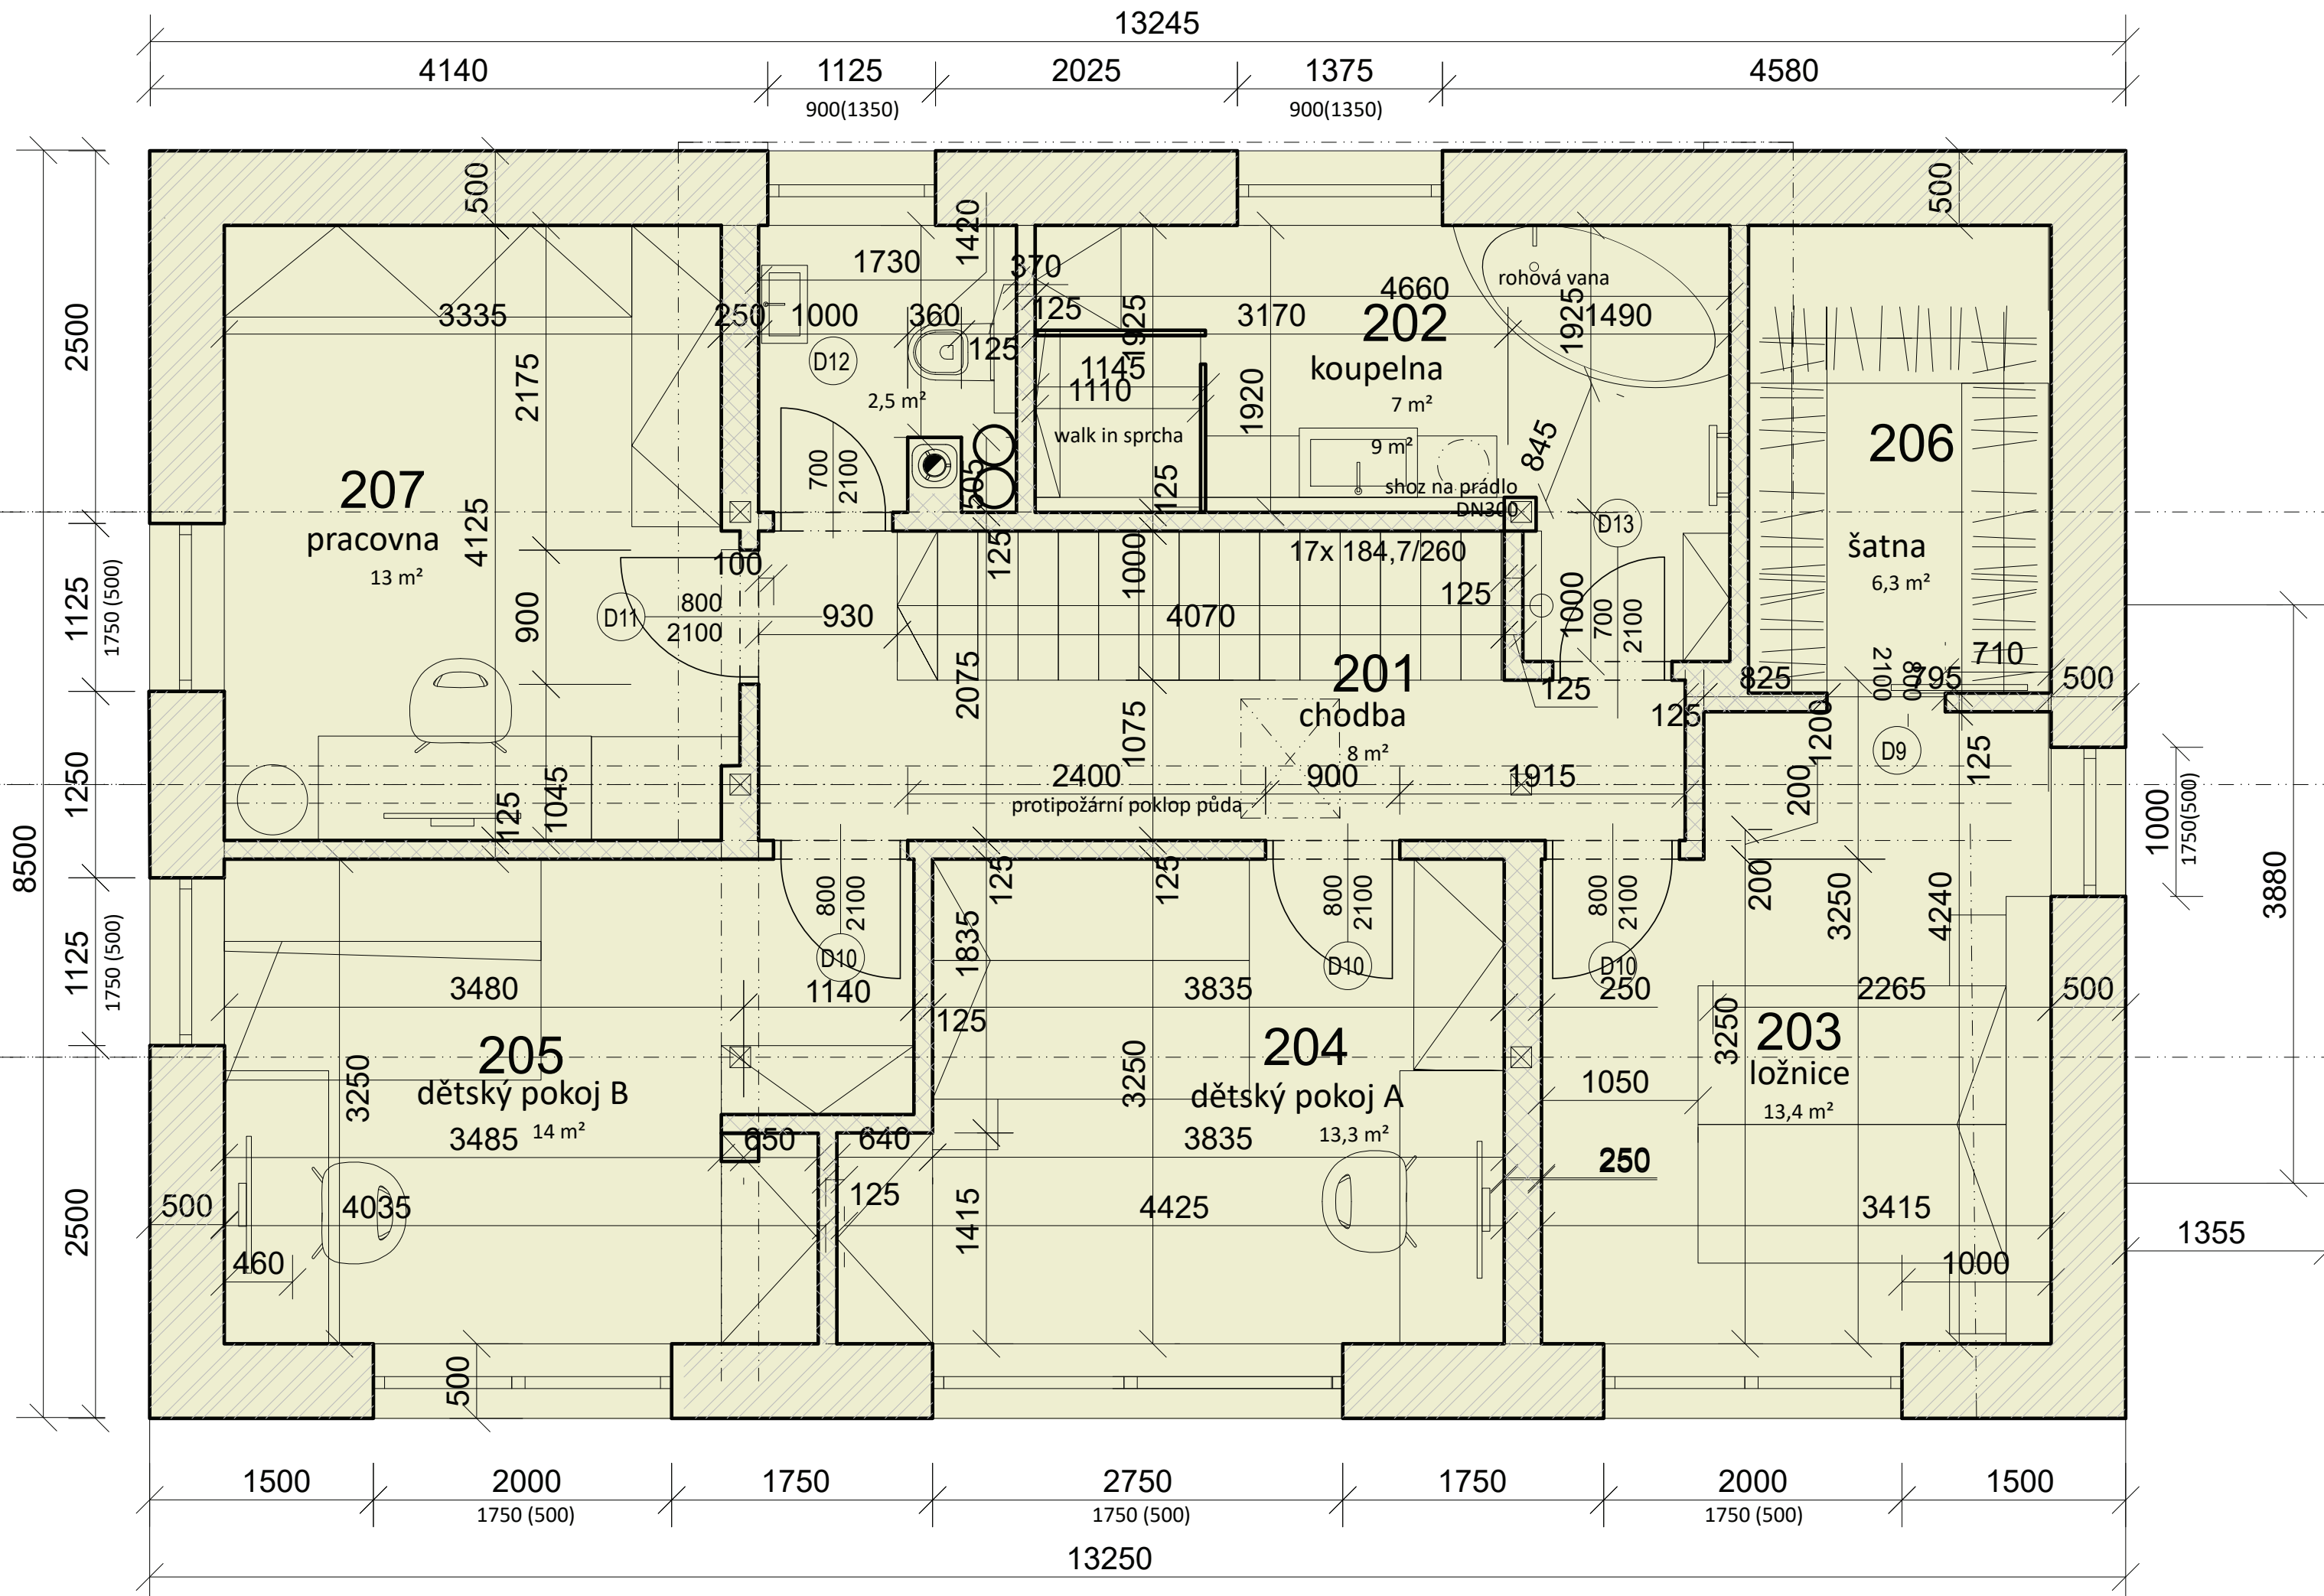 13245
4140 1125 2025 1375 4580
900(1350) 900(1350)
500 500
1420
1730 370
rohová vana
4660
3335 250 1000 360 125 3170 202 1925 1490
1925
2500
D12 125
1145 koupelna
1110
2175 2,5 m² 1920 7 m²
walk in sprcha 9 m² 845 206
700
2100
505 125
shoz na prádlo
DN300
207 D13
pracovna 4125 šatna
13 m² 6,3 m²
100 125 1000 17x 184,7/260
125 1000 700
2100
1125
1750 (500)
900 D11 800
2100
930 4070
201 710
2075 125 825 2100
800
795 500
chodba 125
1075 8 m² 1200 D9 125
1250 2400 900 1915 200
protipožární poklop půda
125 1045
1000
1750(500)
8500
125 125
800
2100
800
2100
800
2100
200 3250 4240 3880
1125
1750 (500)
1835
D10 D10 D10
3480 1140 3835 250 2265 500
125
205 204 3250 203
3250 3250 1050 ložnice
dětský pokoj B dětský pokoj A 13,4 m²
14 m² 13,3 m²
3485 650 640 3835
250
2500
500 4035 125 1415 4425 3415
1355
460 1000
500
1500 2000 1750 2750 1750 2000 1500
1750 (500) 1750 (500) 1750 (500)
13250